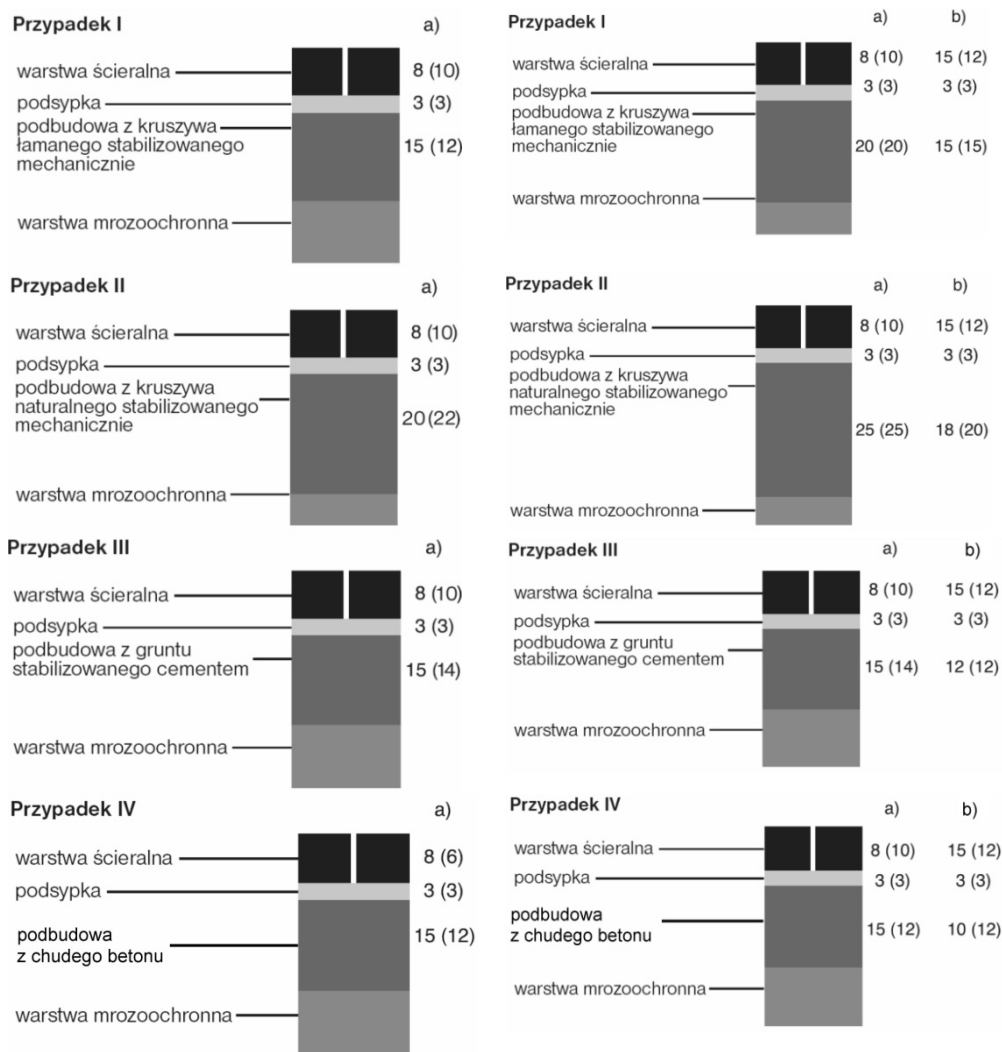 Przypadek I
a)
warstwa ścieralna
8 (10)
podsypka
3 (3)
podbudowa z kruszywa
łamanego stabilizowanego
mechanicznie
15 (12)
warstwa mrozoochronna
Przypadek II
a)
warstwa ścieralna
8 (10)
podsypka
3 (3)
podbudowa z kruszywa
naturalnego stabilizowanego
mechanicznie
20 (22)
warstwa mrozoochronna
Przypadek III
a)
warstwa ścieralna
8 (10)
podsypka
3 (3)
podbudowa z gruntu
stabilizowanego cementem
15 (14)
warstwa mrozoochronna
Przypadek IV
a)
warstwa ścieralna
8 (6)
podsypka
3 (3)
podbudowa
z chudego betonu
15 (12)
warstwa mrozoochronna
Przypadek I
a) b)
warstwa ścieralna
8 (10) 15 (12)
podsypka
3 (3) 3 (3)
podbudowa z kruszywa
łamanego stabilizowanego
mechanicznie
20 (20) 15 (15)
warstwa mrozoochronna
Przypadek II
a) b)
warstwa ścieralna
8 (10) 15 (12)
podsypka
3 (3) 3 (3)
podbudowa z kruszywa
naturalnego stabilizowanego
mechanicznie
25 (25) 18 (20)
warstwa mrozoochronna
Przypadek III
a) b)
warstwa ścieralna
8 (10) 15 (12)
podsypka
3 (3) 3 (3)
podbudowa z gruntu
stabilizowanego cementem
15 (14) 12 (12)
warstwa mrozoochronna
Przypadek IV
a) b)
warstwa ścieralna
8 (10) 15 (12)
podsypka
3 (3) 3 (3)
podbudowa
z chudego betonu
15 (12) 10 (12)
warstwa mrozoochronna